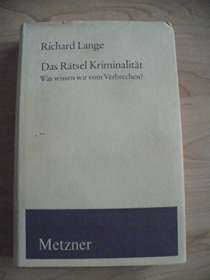 Richard Lange
Das Rätsel Kriminalität
Was wissen wir vom Verbrechen?
Metzner